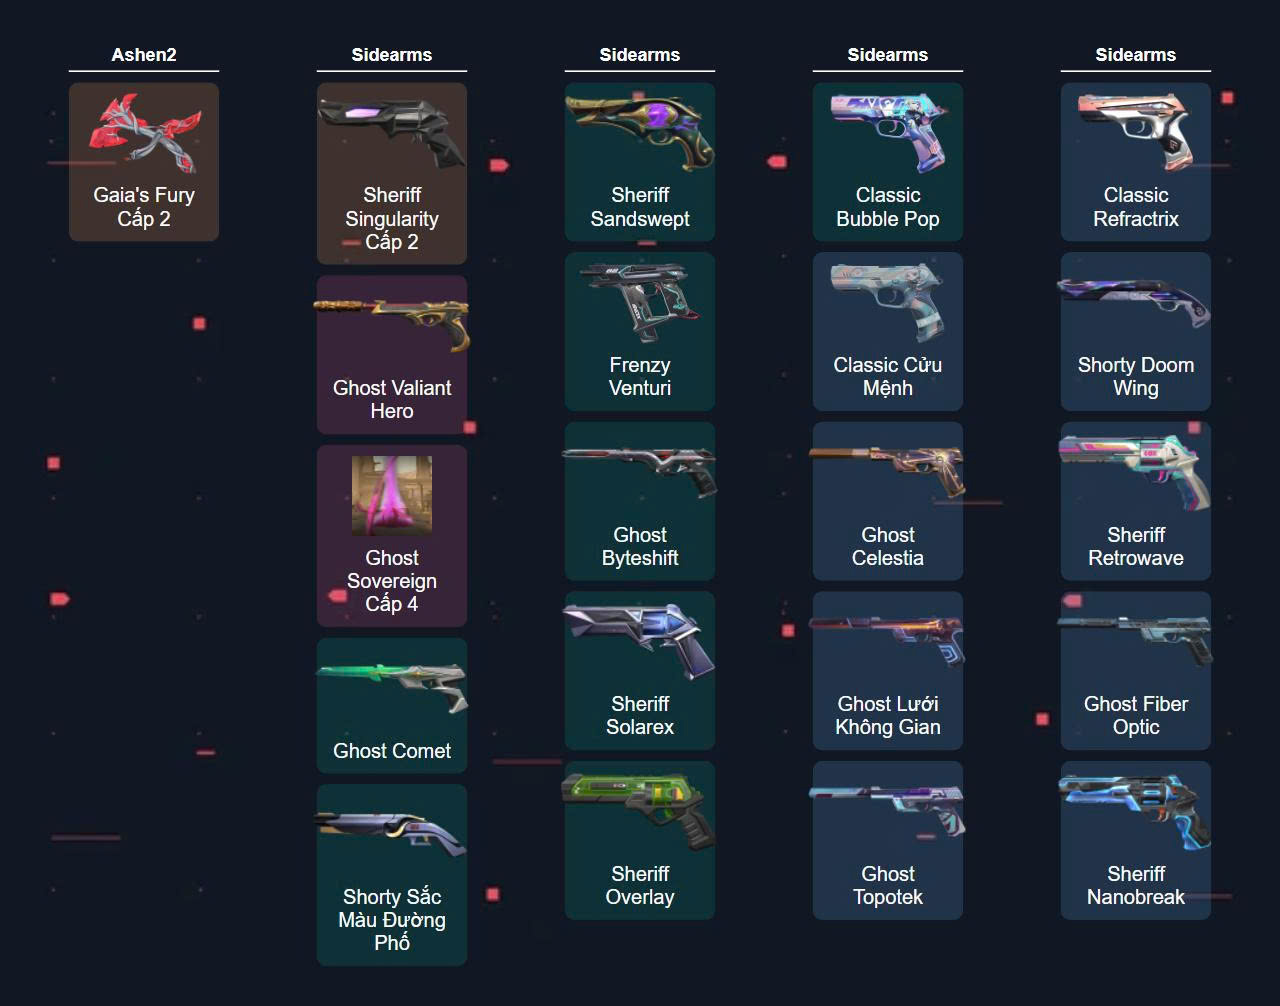 Ashen2
Gaia's Fury
Cấp 2
Sidearms
Sheriff
Singularity
Cấp 2
Ghost Valiant
Hero
Ghost
Sovereign
Cấp 4
Ghost Comet
Shorty Sắc
Màu Đường
Phố
Sidearms
Sheriff
Sandswept
Frenzy
Venturi
Ghost
Byteshift
Sheriff
Solarex
Sheriff
Overlay
Sidearms
Classic
Bubble Pop
Classic Cửu
Mệnh
Ghost
Celestia
Ghost Lưới
Không Gian
Ghost
Topotek
Sidearms
Classic
Refractrix
Shorty Doom
Wing
Sheriff
Retrowave
Ghost Fiber
Optic
Sheriff
Nanobreak